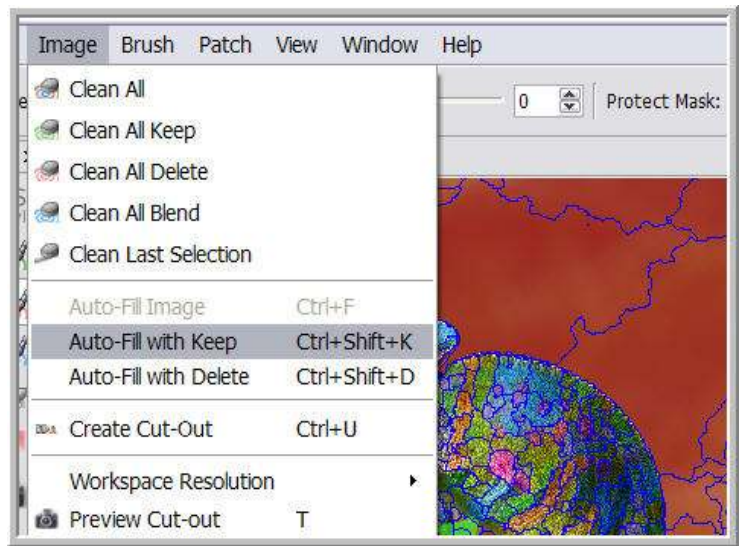 Image Brush Patch View Window Help
Clean All
0 Protect Mask:
Clean All Keep
Clean All Delete
Clean All Blend
Clean Last Selection
Auto-Fill Image Ctrl+F
Auto-Fill with Keep Ctrl+Shift+K
Auto-Fill with Delete Ctrl+Shift+D
Create Cut-Out Ctrl+U
Workspace Resolution
Preview Cut-out T